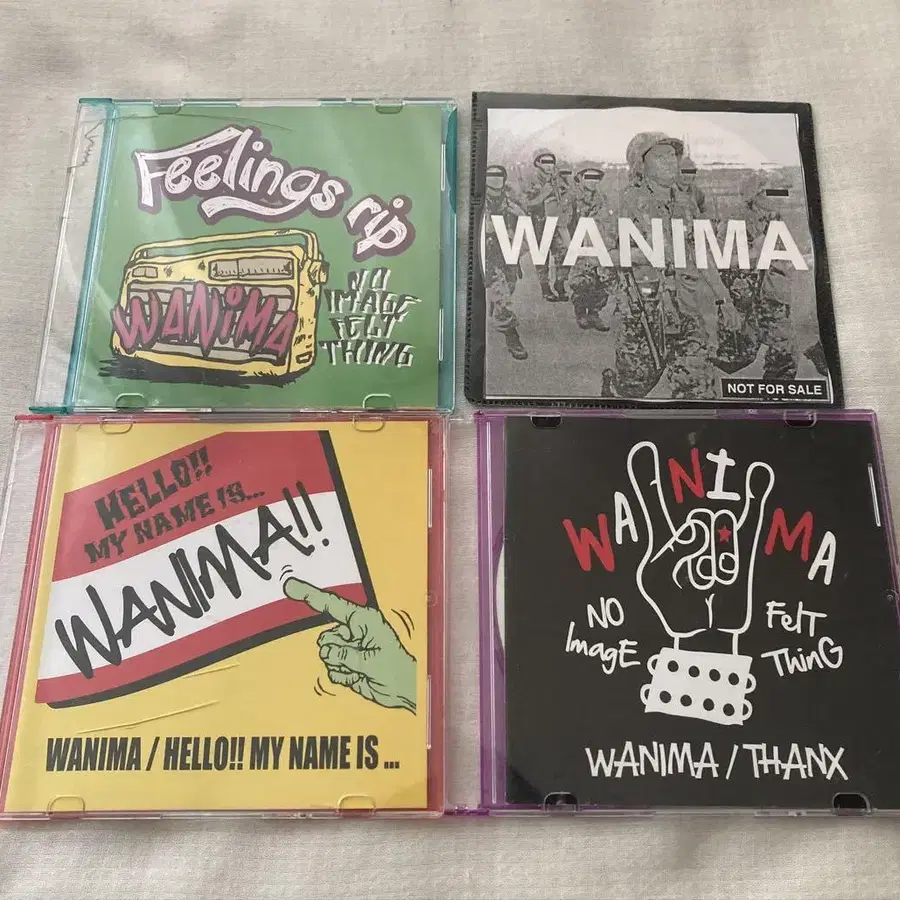 Feelings rip
WANiMA
NO
IMAGE
FELT
THING
WANIMA
NOT FOR SALE
HELLO!!
MY NAME IS...
WANIMA!!
WANIMA / HELLO!! MY NAME IS ...
WANIMA
NO
ImagE
FelT
ThinG
WANIMA / THANX